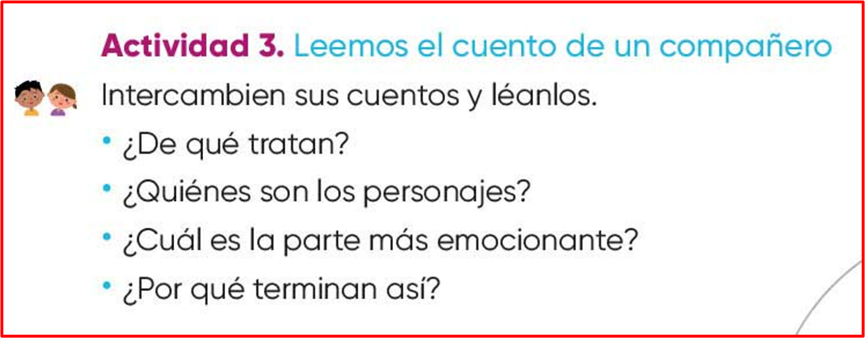 Actividad 3. Leemos el cuento de un compañero
Intercambien sus cuentos y léanlos.
• ¿De qué tratan?
• ¿Quiénes son los personajes?
• ¿Cuál es la parte más emocionante?
• ¿Por qué terminan así?